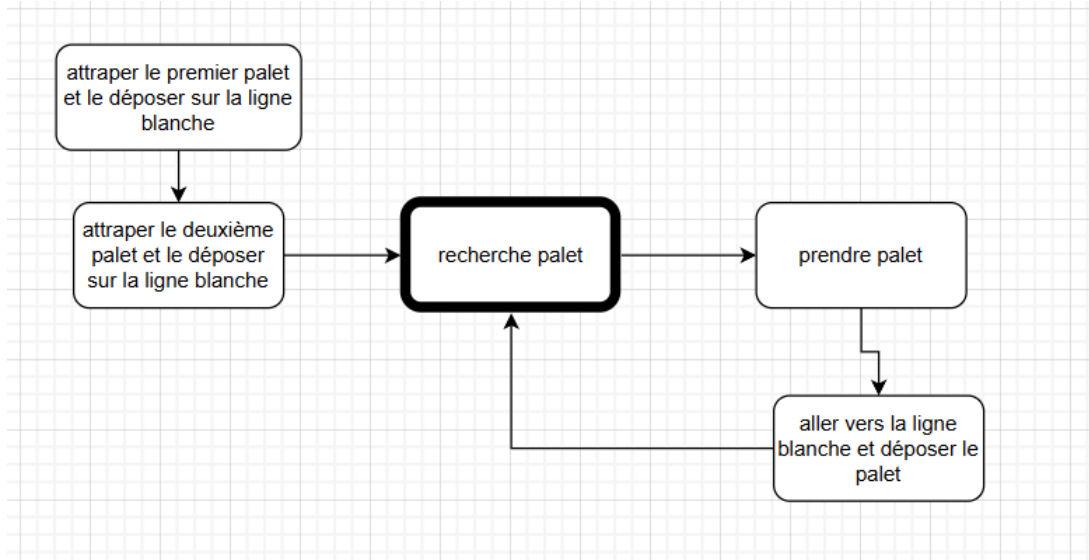 attraper le premier palet
et le déposer sur la ligne
blanche
attraper le deuxième
palet et le déposer
sur la ligne blanche
recherche palet
prendre palet
aller vers la ligne
blanche et déposer le
palet